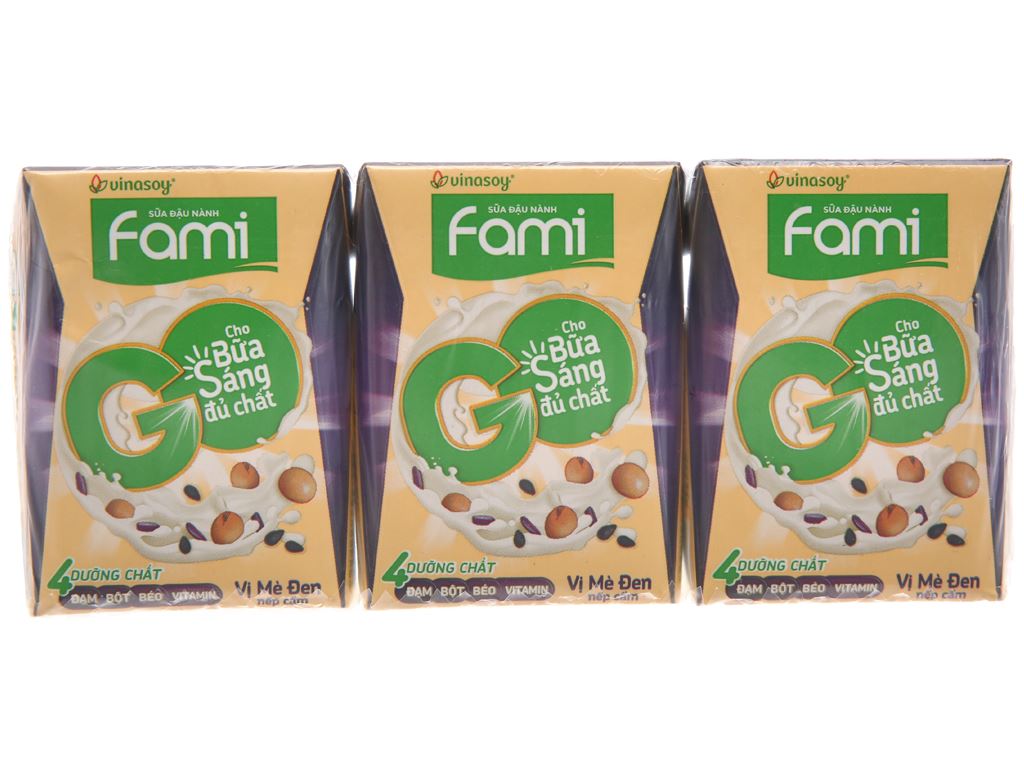 vinasoy®
SỮA ĐẬU NÀNH
Fami
GO
Cho
Bữa
Sáng
đủ chất
4 DƯỠNG CHẤT
ĐẠM BỘT BÉO VITAMIN
Vị Mè Đen
nếp cẩm
vinasoy®
SỮA ĐẬU NÀNH
Fami
GO
Cho
Bữa
Sáng
đủ chất
4 DƯỠNG CHẤT
ĐẠM BỘT BÉO VITAMIN
Vị Mè Đen
nếp cẩm
vinasoy®
SỮA ĐẬU NÀNH
Fami
GO
Cho
Bữa
Sáng
đủ chất
4 DƯỠNG CHẤT
ĐẠM BỘT BÉO VITAMIN
Vị Mè Đen
nếp cẩm